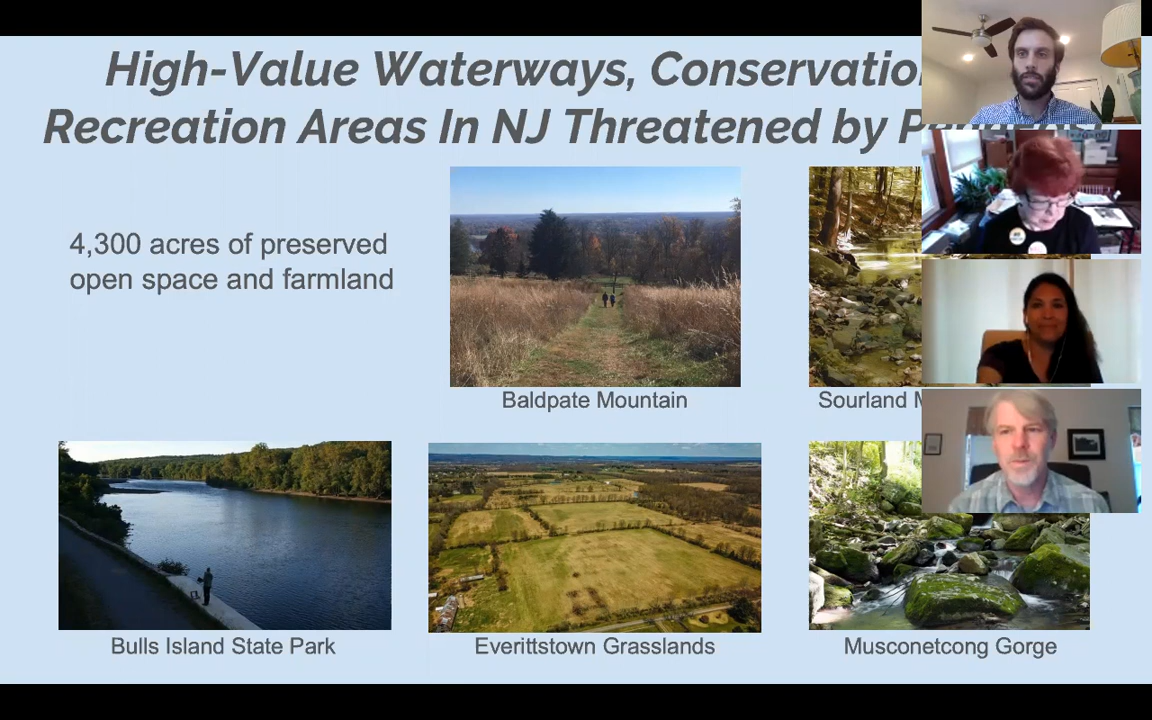 High-Value Waterways, Conservation
Recreation Areas In NJ Threatened by
4,300 acres of preserved
open space and farmland
Baldpate Mountain
Sourland
Bulls Island State Park
Everittstown Grasslands
Musconetcong Gorge